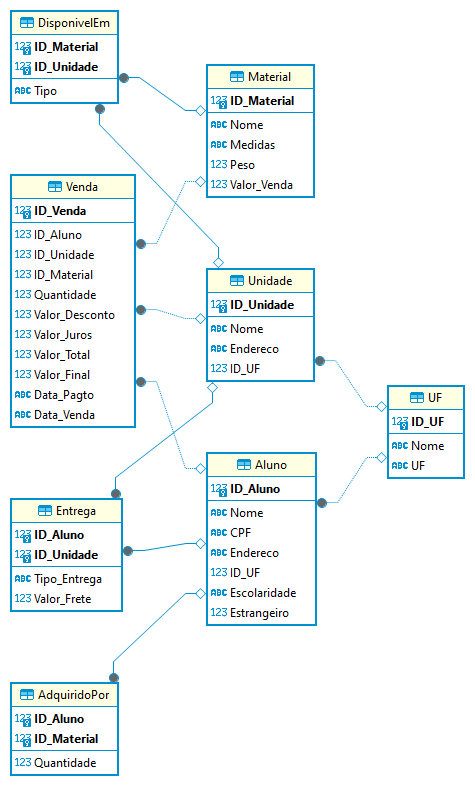 DisponivelEm
123 ID_Material
123 ID_Unidade
ABC Tipo
Material
123 ID_Material
ABC Nome
ABC Medidas
123 Peso
123 Valor_Venda
Venda
123 ID_Venda
123 ID_Aluno
123 ID_Unidade
123 ID_Material
123 Quantidade
123 Valor_Desconto
123 Valor_Juros
123 Valor_Total
123 Valor_Final
ABC Data_Pagto
ABC Data_Venda
Unidade
123 ID_Unidade
ABC Nome
ABC Endereco
123 ID_UF
UF
123 ID_UF
ABC Nome
ABC UF
Aluno
123 ID_Aluno
ABC Nome
ABC CPF
ABC Endereco
123 ID_UF
ABC Escolaridade
123 Estrangeiro
Entrega
123 ID_Aluno
123 ID_Unidade
ABC Tipo_Entrega
123 Valor_Frete
AdquiridoPor
123 ID_Aluno
123 ID_Material
123 Quantidade